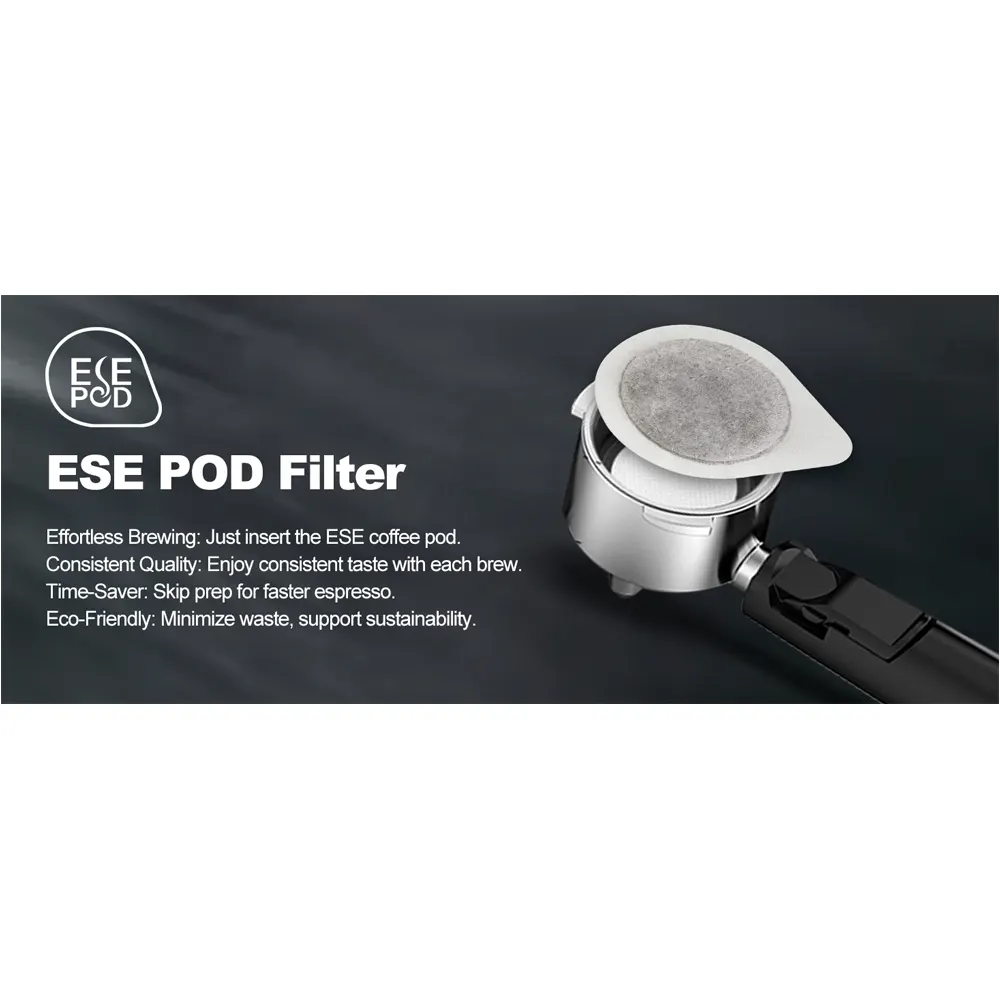 ESE
POD
ESE POD Filter
Effortless Brewing: Just insert the ESE coffee pod.
Consistent Quality: Enjoy consistent taste with each brew.
Time-Saver: Skip prep for faster espresso.
Eco-Friendly: Minimize waste, support sustainability.